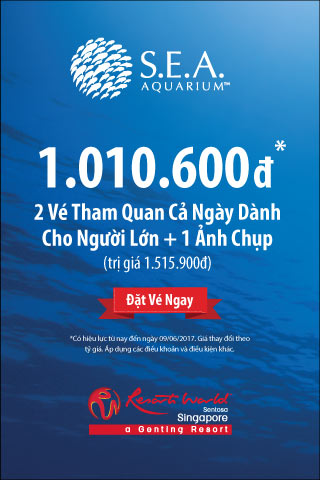 S.E.A.
AQUARIUM™
1.010.600đ*
2 Vé Tham Quan Cả Ngày Dành
Cho Người Lớn + 1 Ảnh Chụp
(trị giá 1.515.900đ)
Đặt Vé Ngay
*Có hiệu lực từ nay đến ngày 09/06/2017. Giá thay đổi theo
tỷ giá. Áp dụng các điều khoản và điều kiện khác.
Resorts World
Sentosa
Singapore
a Genting Resort